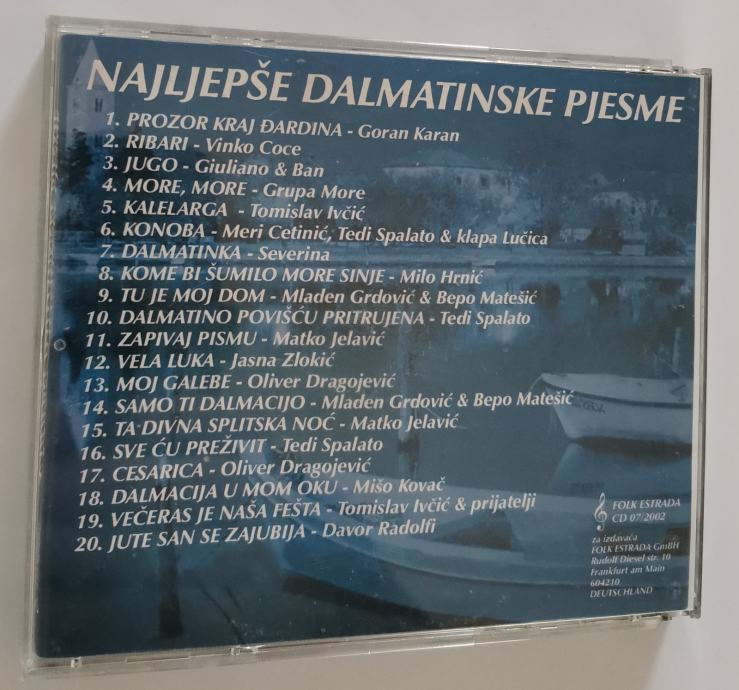 NAJLJEPŠE DALMATINSKE PJESME
1. PROZOR KRAJ ĐARDINA - Goran Karan
2. RIBARI - Vinko Coce
3. JUGO - Giuliano & Ban
4. MORE, MORE - Grupa More
5. KALELARGA - Tomislav Ivčić
6. KONOBA - Meri Cetinić, Tedi Spalato & klapa Lučica
7. DALMATINKA - Severina
8. KOME BI ŠUMILO MORE SINJE - Milo Hrnić
9. TU JE MOJ DOM - Mladen Grdović & Bepo Matešić
10. DALMATINO POVIŠĆU PRITRUJENA - Tedi Spalato
11. ZAPIVAJ PISMU - Matko Jelavić
12. VELA LUKA - Jasna Zlokić
13. MOJ GALEBE - Oliver Dragojević
14. SAMO TI DALMACIJO - Mladen Grdović & Bepo Matešić
15. TA DIVNA SPLITSKA NOĆ - Matko Jelavić
16. SVE ĆU PREŽIVIT - Tedi Spalato
17. CESARICA - Oliver Dragojević
18. DALMACIJA U MOM OKU - Mišo Kovač
19. VEČERAS JE NAŠA FEŠTA - Tomislav Ivčić & prijatelji
20. JUTE SAN SE ZAJUBIJA - Davor Radolfi
FOLK ESTRADA
CD 07/2002
za izdavača
FOLK ESTRADA GmBH
Rudolf Diesel str. 10
Frankfurt am Main
604210
DEUTSCHLAND